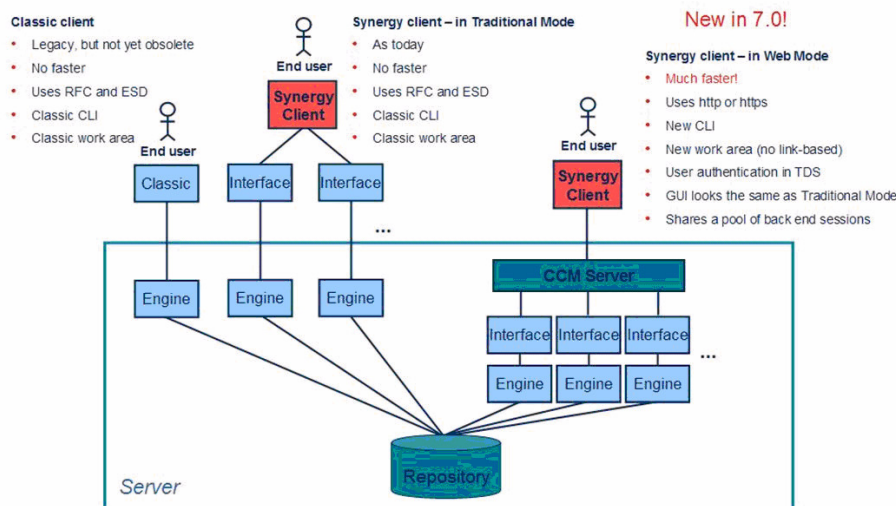 Classic client
• Legacy, but not yet obsolete
• No faster
• Uses RFC and ESD
• Classic CLI
• Classic work area
End user
Classic
Engine
Synergy client – in Traditional Mode
• As today
• No faster
• Uses RFC and ESD
• Classic CLI
• Classic work area
End user
Synergy
Client
Interface
Interface
...
Engine
Engine
New in 7.0!
Synergy client – in Web Mode
• Much faster!
• Uses http or https
• New CLI
• New work area (no link-based)
• User authentication in TDS
• GUI looks the same as Traditional Mode
• Shares a pool of back end sessions
End user
Synergy
Client
CCM Server
Interface
Interface
Interface
...
Engine
Engine
Engine
Repository
Server